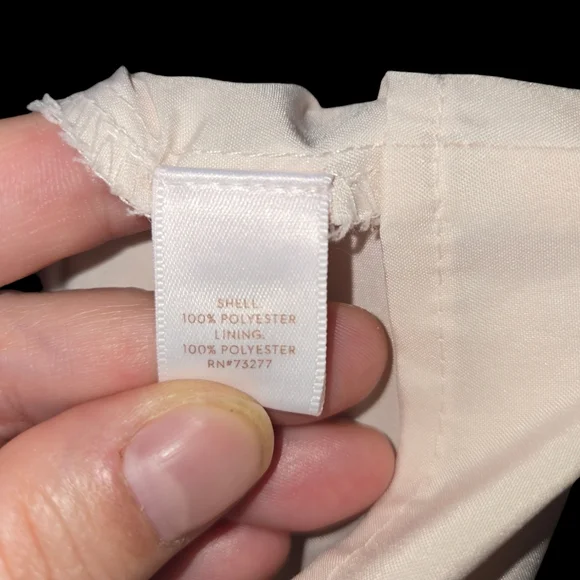 SHELL.
100% POLYESTER
LINING.
100% POLYESTER
RN#73277